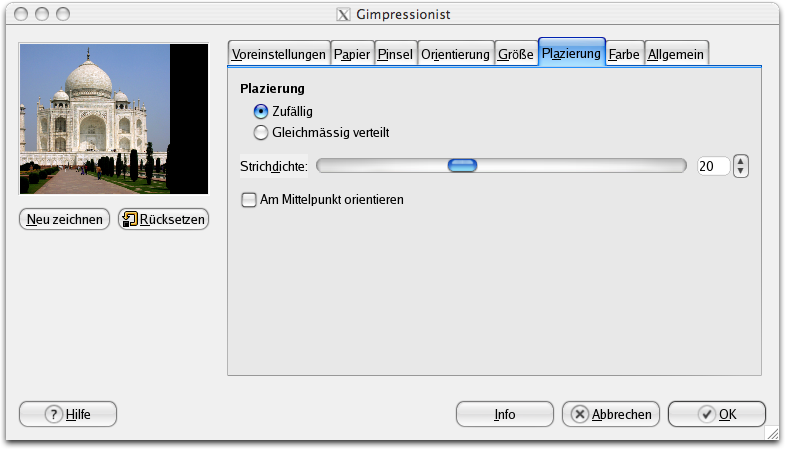 Gimpressionist
Voreinstellungen Papier Pinsel Orientierung Größe Plazierung Farbe Allgemein
Plazierung
Zufällig
Gleichmässig verteilt
Strichdichte: 20
Am Mittelpunkt orientieren
Neu zeichnen Rücksetzen
Hilfe Info Abbrechen OK